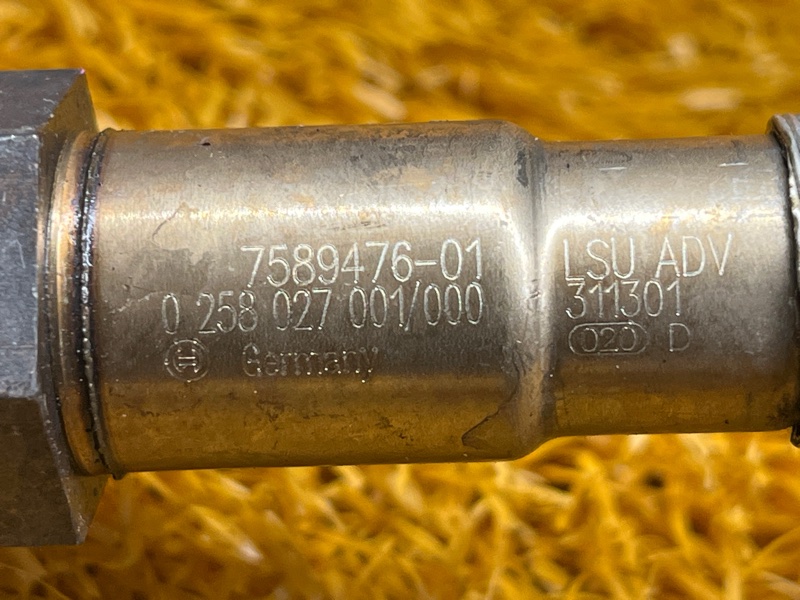 7589476-01
0 258 027 001/000
Germany
LSU ADV
311301
020 D